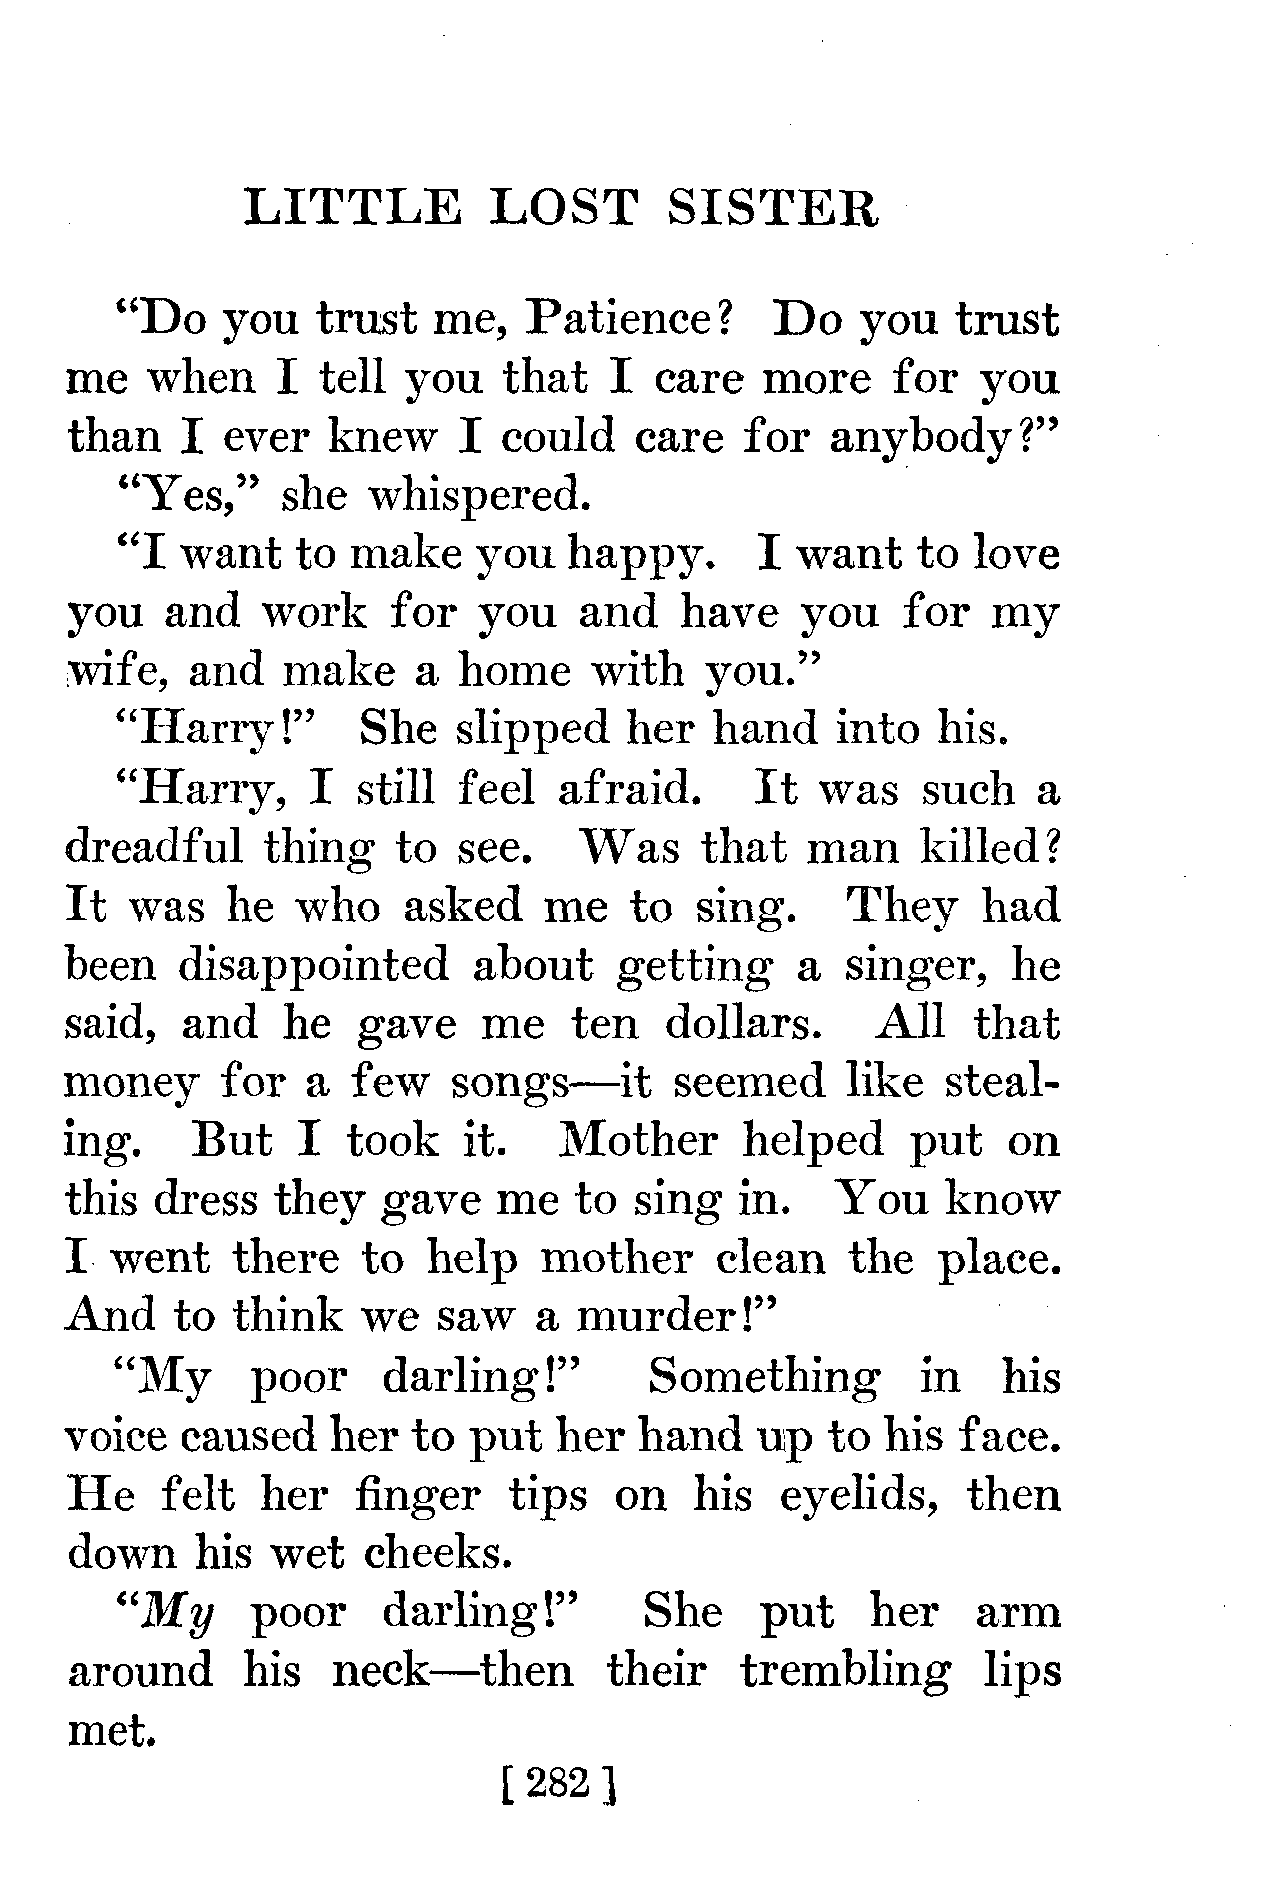 LITTLE LOST SISTER
“Do you trust me, Patience? Do you trust
me when I tell you that I care more for you
than I ever knew I could care for anybody?”
“Yes,” she whispered.
“I want to make you happy. I want to love
you and work for you and have you for my
wife, and make a home with you.”
“Harry!” She slipped her hand into his.
“Harry, I still feel afraid. It was such a
dreadful thing to see. Was that man killed?
It was he who asked me to sing. They had
been disappointed about getting a singer, he
said, and he gave me ten dollars. All that
money for a few songs—it seemed like steal-
ing. But I took it. Mother helped put on
this dress they gave me to sing in. You know
I went there to help mother clean the place.
And to think we saw a murder!”
“My poor darling!” Something in his
voice caused her to put her hand up to his face.
He felt her finger tips on his eyelids, then
down his wet cheeks.
“My poor darling!” She put her arm
around his neck—then their trembling lips
met.
[ 282 ]